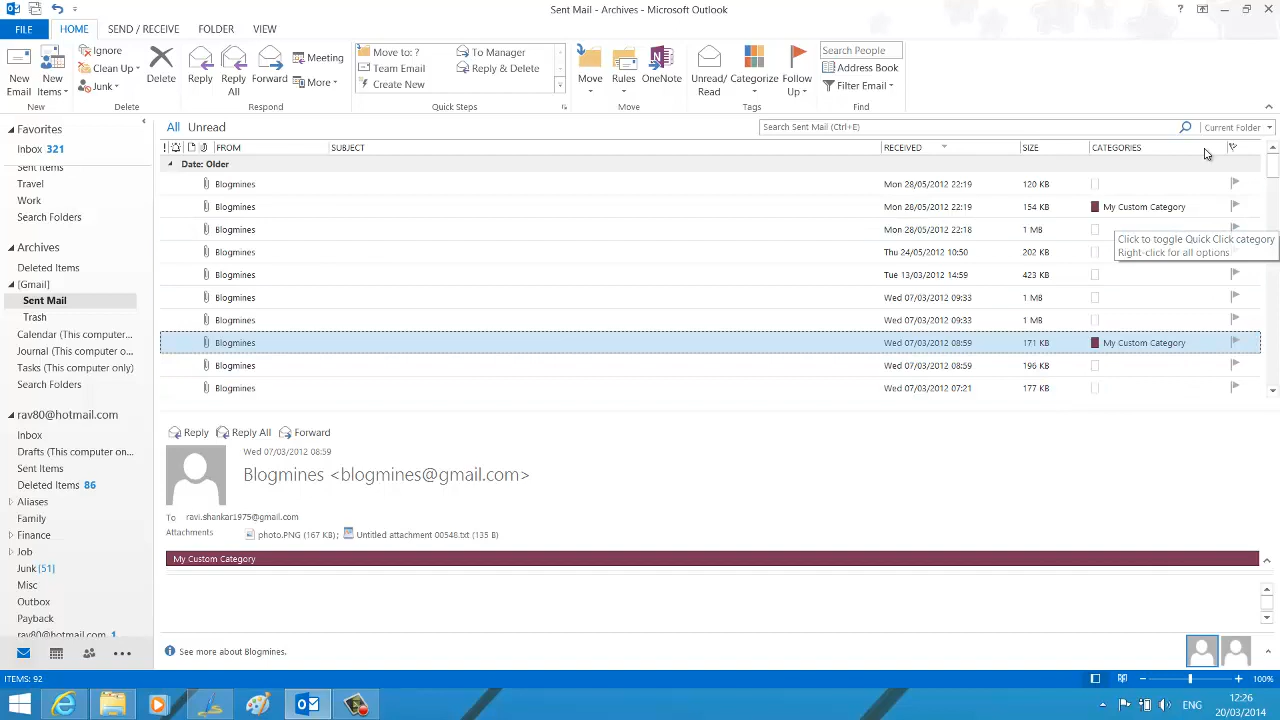 Sent Mail - Archives - Microsoft Outlook
FILE HOME SEND / RECEIVE FOLDER VIEW
New Email
New Items
Ignore
Clean Up
Junk
Delete
Reply
Reply All
Forward
Meeting
More
Move to: ?
Team Email
Create New
To Manager
Reply & Delete
Move
Rules
OneNote
Unread/ Read
Categorize
Follow Up
Search People
Address Book
Filter Email
New Delete Respond Quick Steps Move Tags Find
Favorites
Inbox 321
Sent Items
Travel
Work
Search Folders
Archives
Deleted Items
[Gmail]
Sent Mail
Trash
Calendar (This computer ...
Journal (This computer o...
Tasks (This computer only)
Search Folders
rav80@hotmail.com
Inbox
Drafts (This computer on...
Sent Items
Deleted Items 86
Aliases
Family
Finance
Job
Junk [51]
Misc
Outbox
Payback
rav80@hotmail.com 1
All Unread
Search Sent Mail (Ctrl+E)
Current Folder
FROM SUBJECT RECEIVED SIZE CATEGORIES
Date: Older
Blogmines Mon 28/05/2012 22:19 120 KB
Blogmines Mon 28/05/2012 22:19 154 KB My Custom Category
Blogmines Mon 28/05/2012 22:18 1 MB
Blogmines Thu 24/05/2012 10:50 202 KB
Blogmines Tue 13/03/2012 14:59 423 KB
Blogmines Wed 07/03/2012 09:33 1 MB
Blogmines Wed 07/03/2012 09:33 1 MB
Blogmines Wed 07/03/2012 08:59 171 KB My Custom Category
Blogmines Wed 07/03/2012 08:59 196 KB
Blogmines Wed 07/03/2012 07:21 177 KB
Click to toggle Quick Click category
Right-click for all options
Reply Reply All Forward
Wed 07/03/2012 08:59
Blogmines <blogmines@gmail.com>
To ravi.shankar1975@gmail.com
Attachments photo.PNG (167 KB); Untitled attachment 00548.txt (135 B)
My Custom Category
See more about Blogmines.
ITEMS: 92
100%
ENG
12:26
20/03/2014